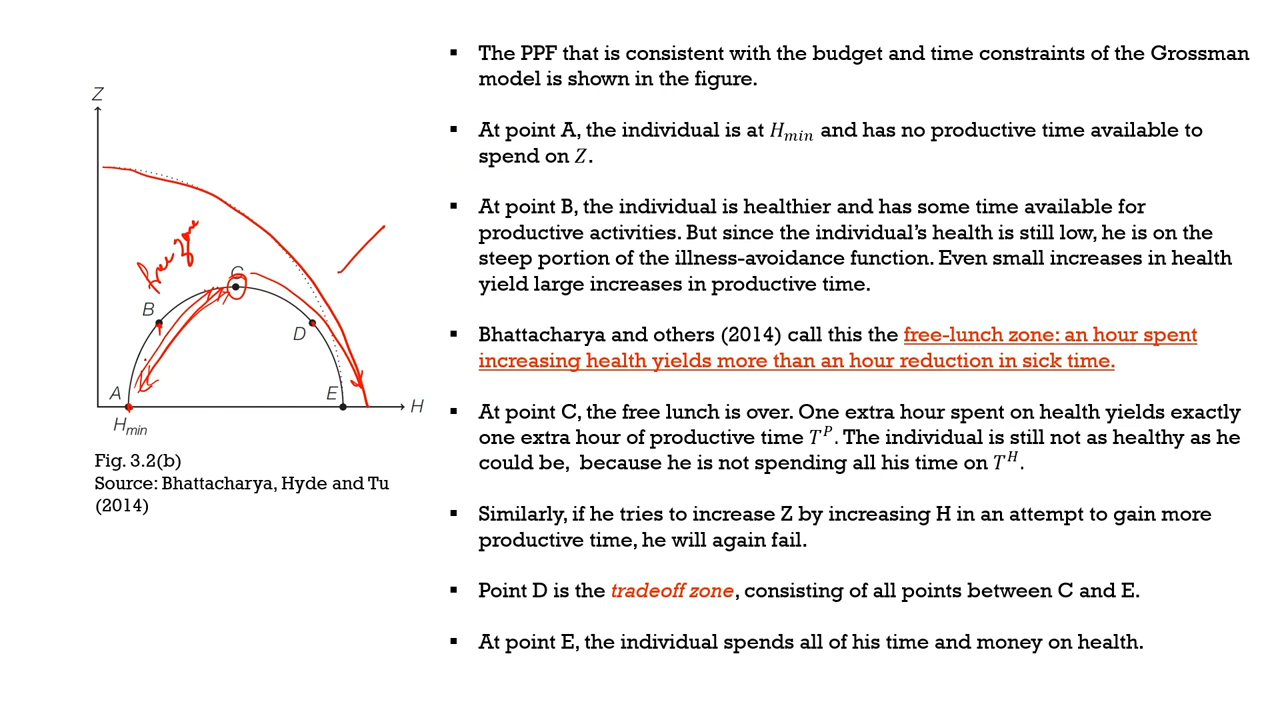 Z
free zone
C
B
D
A
E
H
H_min
Fig. 3.2(b)
Source: Bhattacharya, Hyde and Tu
(2014)
▪ The PPF that is consistent with the budget and time constraints of the Grossman
model is shown in the figure.
▪ At point A, the individual is at H_min and has no productive time available to
spend on Z.
▪ At point B, the individual is healthier and has some time available for
productive activities. But since the individual’s health is still low, he is on the
steep portion of the illness-avoidance function. Even small increases in health
yield large increases in productive time.
▪ Bhattacharya and others (2014) call this the free-lunch zone: an hour spent
increasing health yields more than an hour reduction in sick time.
▪ At point C, the free lunch is over. One extra hour spent on health yields exactly
one extra hour of productive time T^P. The individual is still not as healthy as he
could be, because he is not spending all his time on T^H.
▪ Similarly, if he tries to increase Z by increasing H in an attempt to gain more
productive time, he will again fail.
▪ Point D is the tradeoff zone, consisting of all points between C and E.
▪ At point E, the individual spends all of his time and money on health.